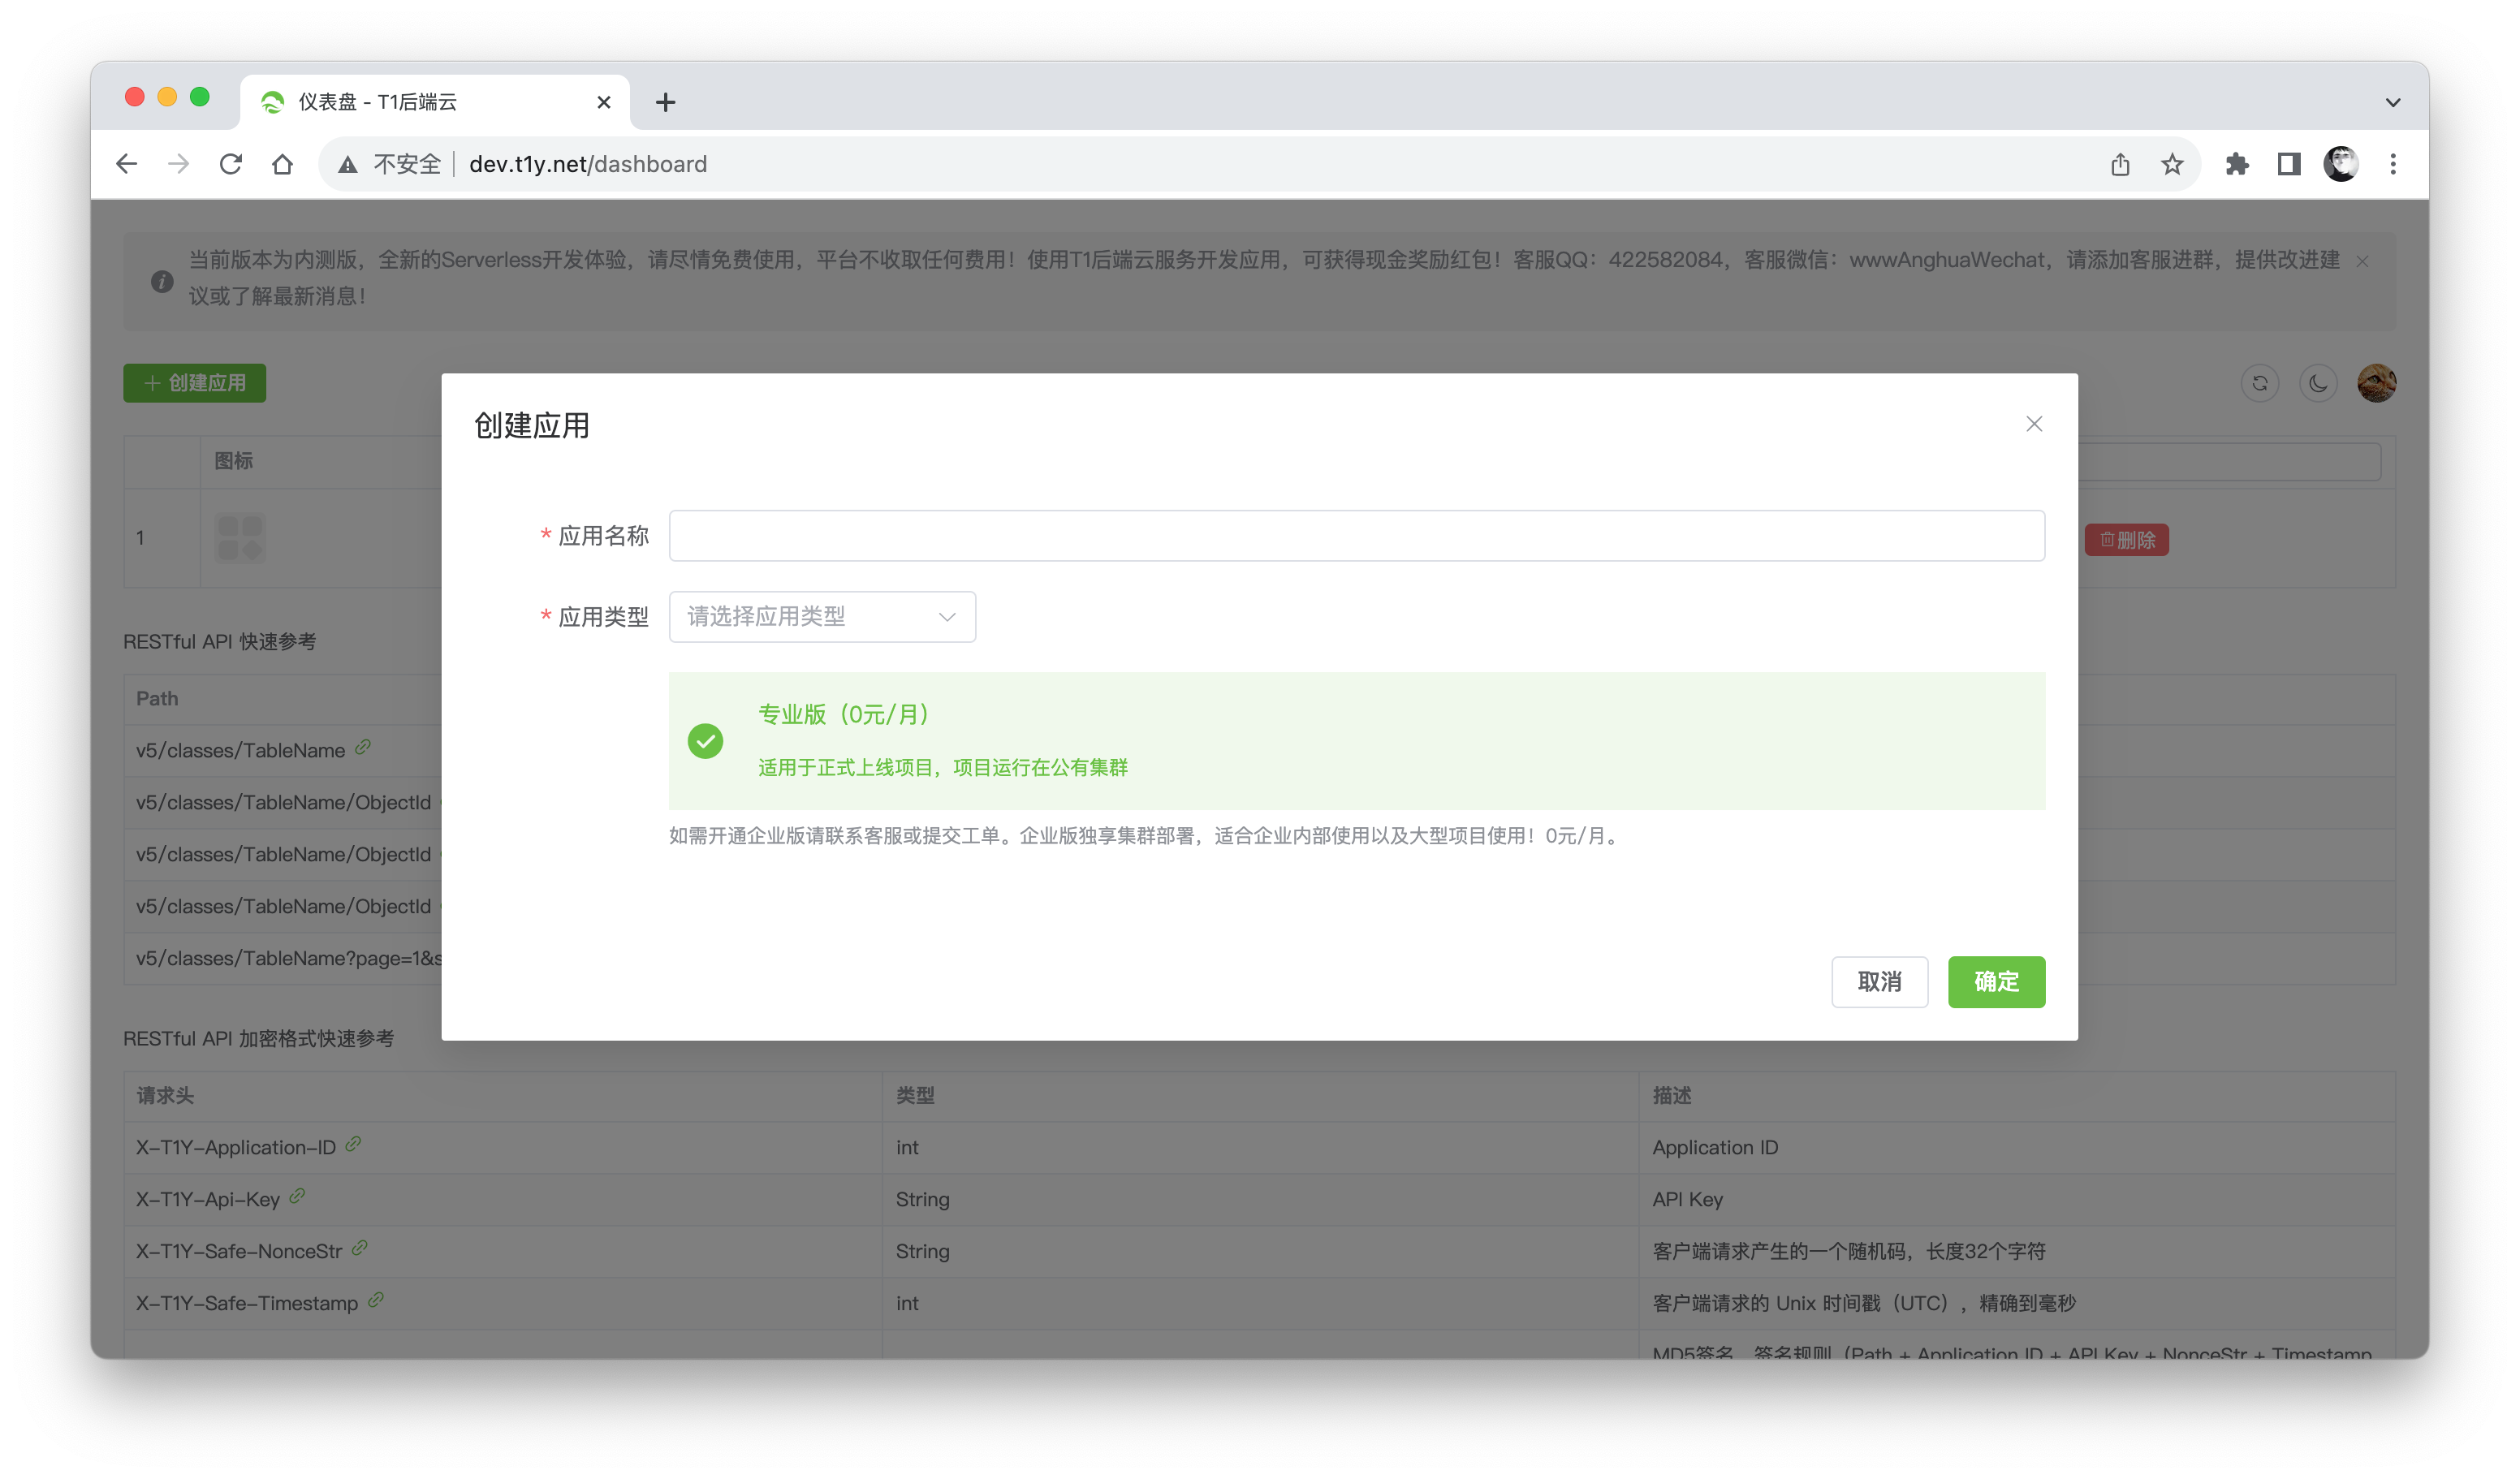 仪表盘 - T1后端云
不安全 dev.t1y.net/dashboard
当前版本为内测版，全新的Serverless开发体验，请尽情免费使用，平台不收取任何费用！使用T1后端云服务开发应用，可获得现金奖励红包！客服QQ：422582084，客服微信：wwwAnghuaWechat，请添加客服进群，提供改进建
议或了解最新消息！
创建应用
图标
1
删除
创建应用
* 应用名称
* 应用类型 请选择应用类型
专业版（0元/月）
适用于正式上线项目，项目运行在公有集群
如需开通企业版请联系客服或提交工单。企业版独享集群部署，适合企业内部使用以及大型项目使用！0元/月。
取消 确定
RESTful API 快速参考
Path
v5/classes/TableName
v5/classes/TableName/ObjectId
v5/classes/TableName/ObjectId
v5/classes/TableName/ObjectId
v5/classes/TableName?page=1&s
RESTful API 加密格式快速参考
请求头 类型 描述
X-T1Y-Application-ID int Application ID
X-T1Y-Api-Key String API Key
X-T1Y-Safe-NonceStr String 客户端请求产生的一个随机码，长度32个字符
X-T1Y-Safe-Timestamp int 客户端请求的 Unix 时间戳（UTC），精确到毫秒
MD5签名，签名规则（Path + Application ID + API Key + NonceStr + Timestamp